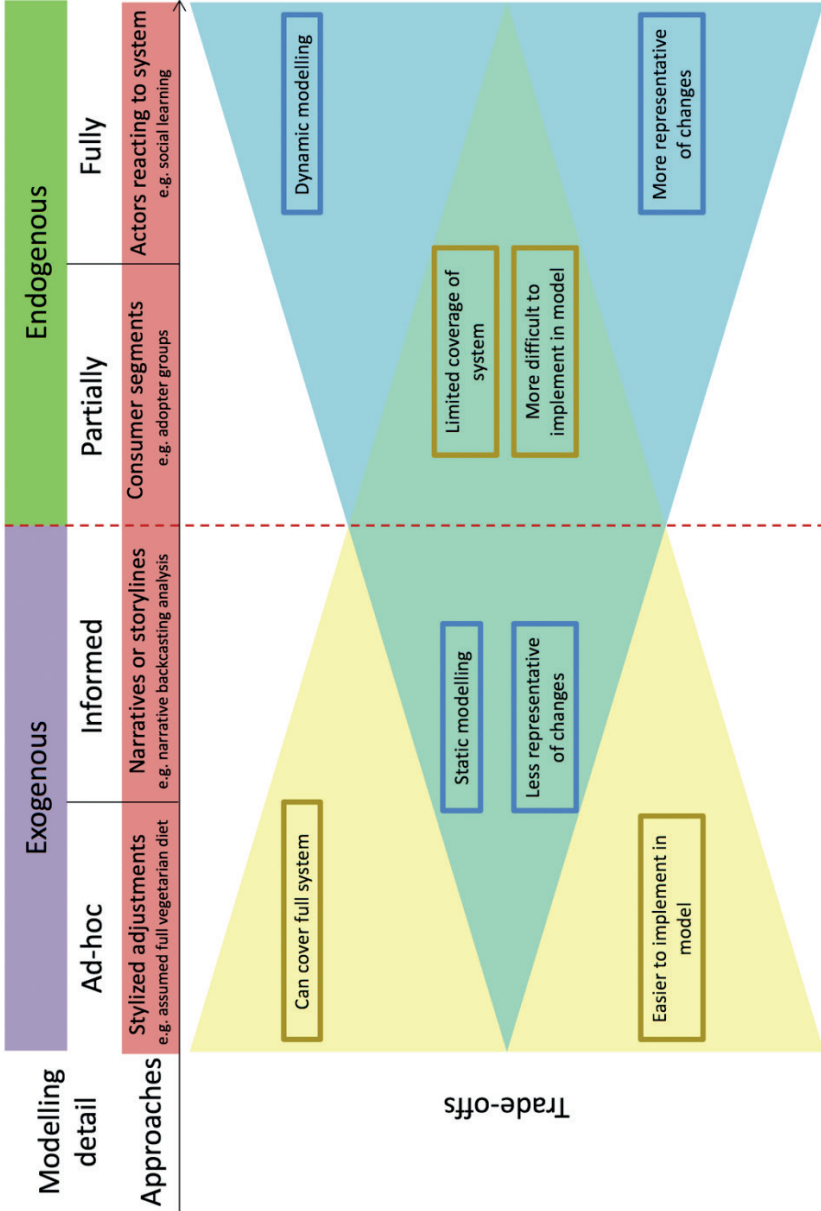 Modelling
detail
Exogenous
Endogenous
Ad-hoc
Informed
Partially
Fully
Approaches
Stylized adjustments
e.g. assumed full vegetarian diet
Narratives or storylines
e.g. narrative backcasting analysis
Consumer segments
e.g. adopter groups
Actors reacting to system
e.g. social learning
Trade-offs
Can cover full system
Easier to implement in
model
Static modelling
Less representative
of changes
Limited coverage of
system
More difficult to
implement in model
Dynamic modelling
More representative
of changes